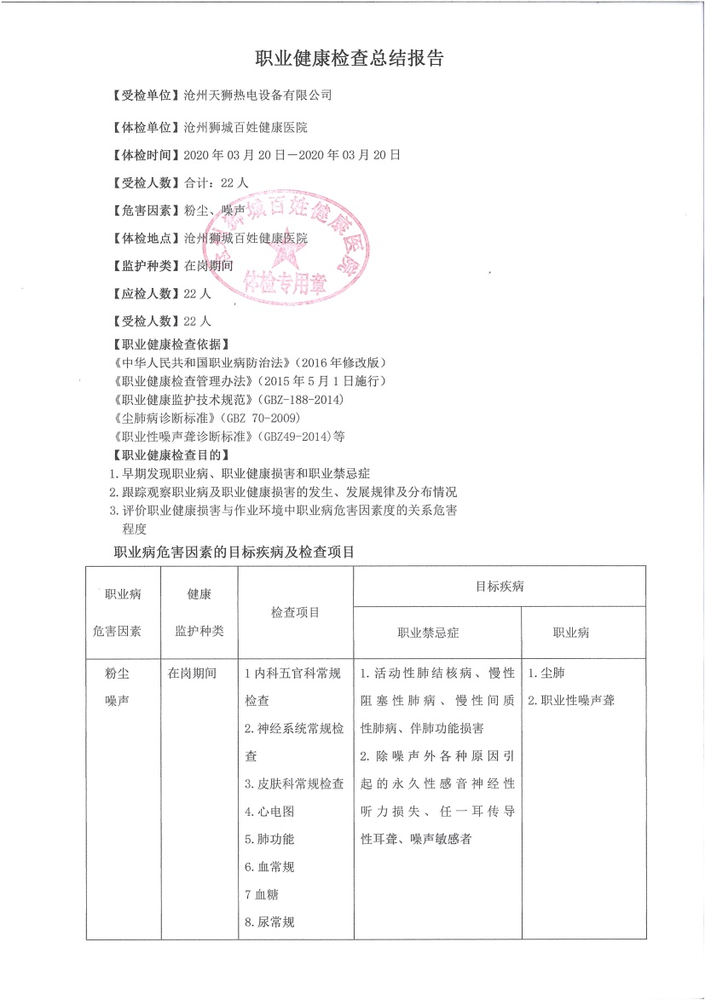 职业健康检查总结报告
【受检单位】沧州天狮热电设备有限公司
【体检单位】沧州狮城百姓健康医院
【体检时间】2020 年 03 月 20 日－2020 年 03 月 20 日
【受检人数】合计：22 人
【危害因素】粉尘、噪声
【体检地点】沧州狮城百姓健康医院
【监护种类】在岗期间
【应检人数】22 人
【受检人数】22 人
沧州狮城百姓健康医院
体检专用章
【职业健康检查依据】
《中华人民共和国职业病防治法》（2016 年修改版）
《职业健康检查管理办法》（2015 年 5 月 1 日施行）
《职业健康监护技术规范》（GBZ-188-2014）
《尘肺病诊断标准》（GBZ 70-2009）
《职业性噪声聋诊断标准》（GBZ49-2014)等
【职业健康检查目的】
1. 早期发现职业病、职业健康损害和职业禁忌症
2. 跟踪观察职业病及职业健康损害的发生、发展规律及分布情况
3. 评价职业健康损害与作业环境中职业病危害因素度的关系危害
程度
职业病危害因素的目标疾病及检查项目
职业病
危害因素
健康
监护种类
检查项目
目标疾病
职业禁忌症
职业病
粉尘
噪声
在岗期间
1 内科五官科常规
检查
2. 神经系统常规检
查
3. 皮肤科常规检查
4. 心电图
5. 肺功能
6. 血常规
7 血糖
8. 尿常规
1. 活动性肺结核病、慢性
阻塞性肺病、慢性间质
性肺病、伴肺功能损害
2. 除噪声外各种原因引
起的永久性感音神经性
听力损失、任一耳传导
性耳聋、噪声敏感者
1. 尘肺
2. 职业性噪声聋